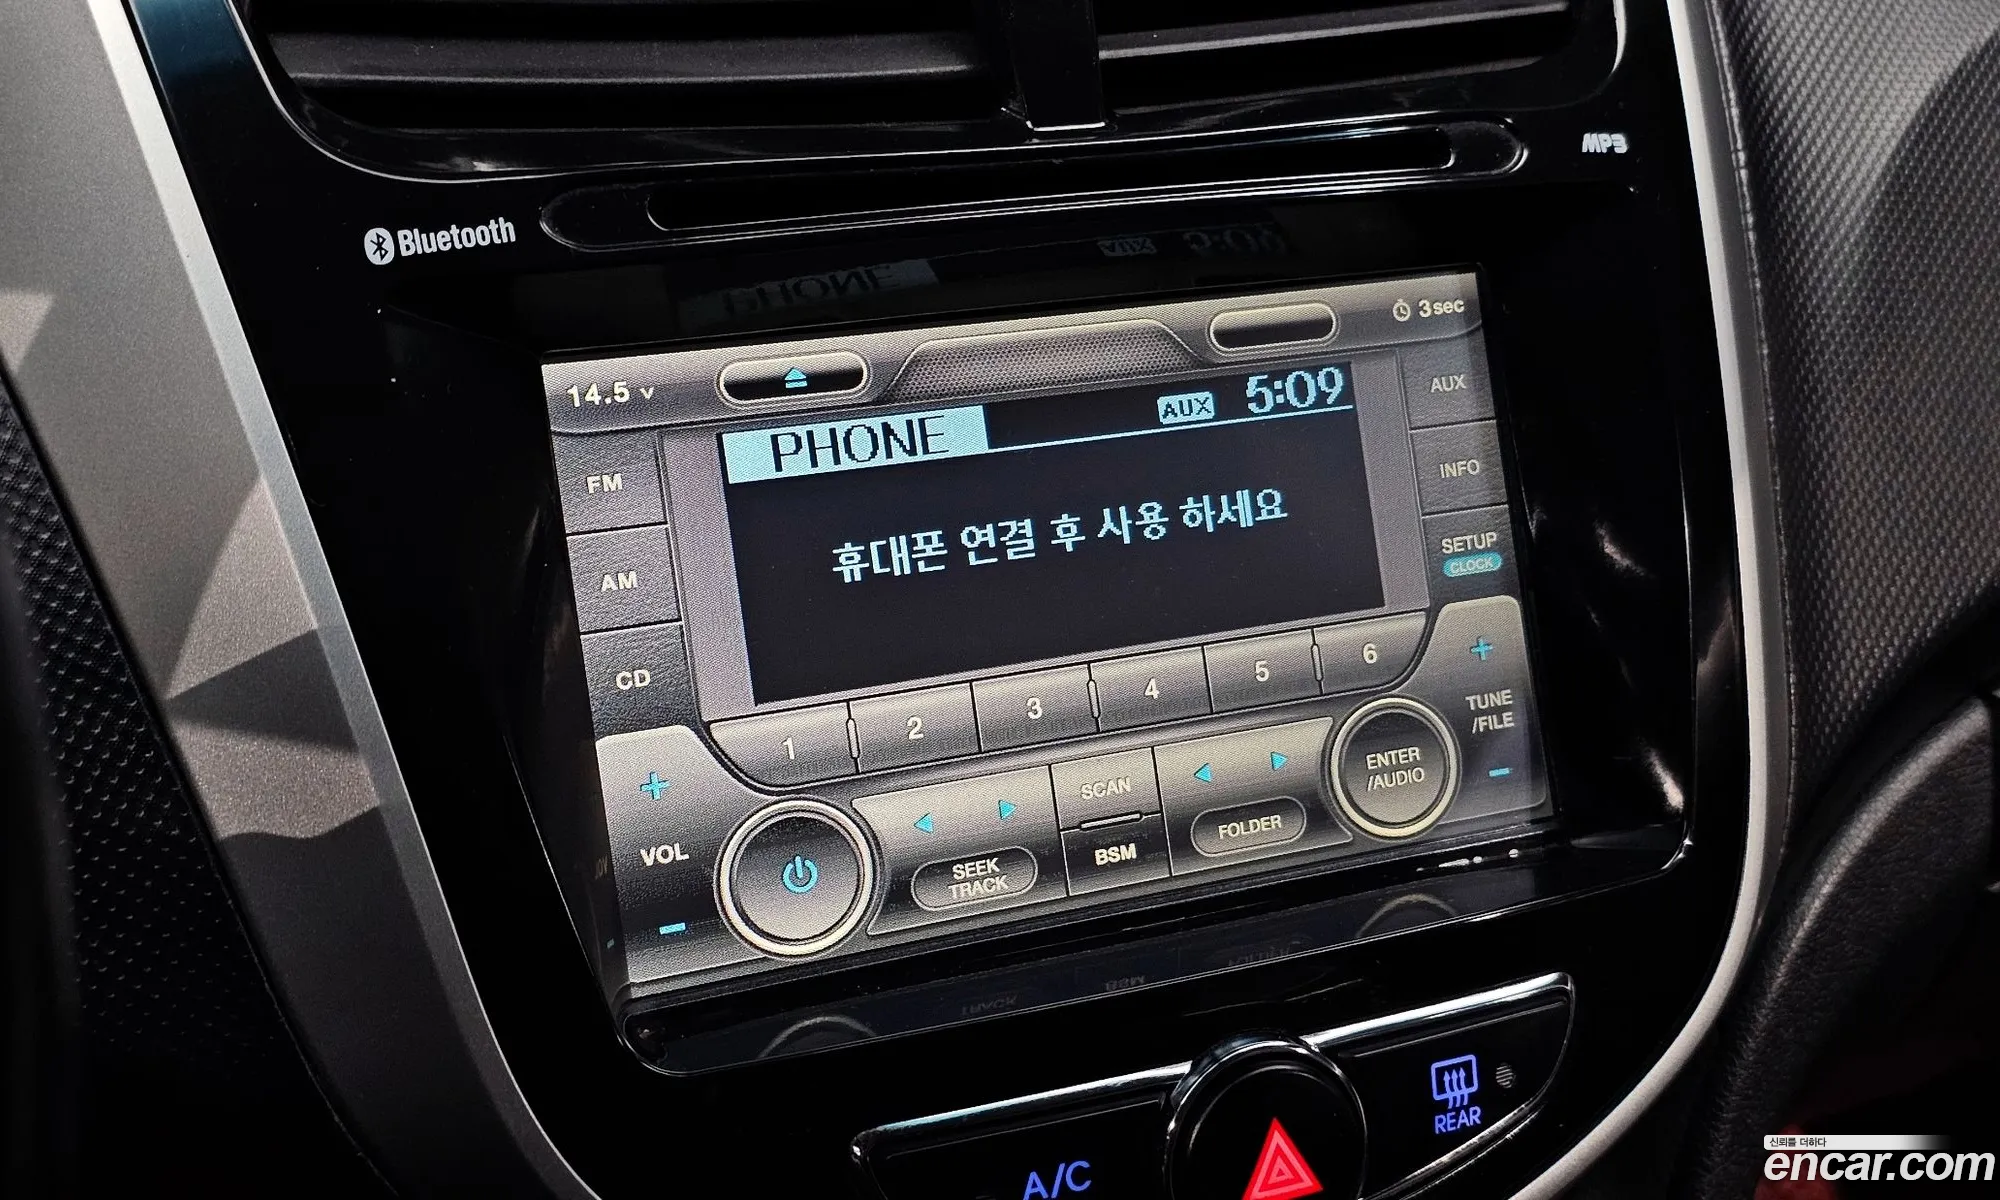 MP3
Bluetooth
3sec
14.5 v
AUX 5:09
PHONE
휴대폰 연결 후 사용 하세요
AUX
INFO
SETUP
CLOCK
FM
AM
CD
1 2 3 4 5 6
+
TUNE
/FILE
-
+
VOL
-
SEEK
TRACK
SCAN
BSM
FOLDER
ENTER
/AUDIO
A/C
REAR
신뢰를 더하다
encar.com